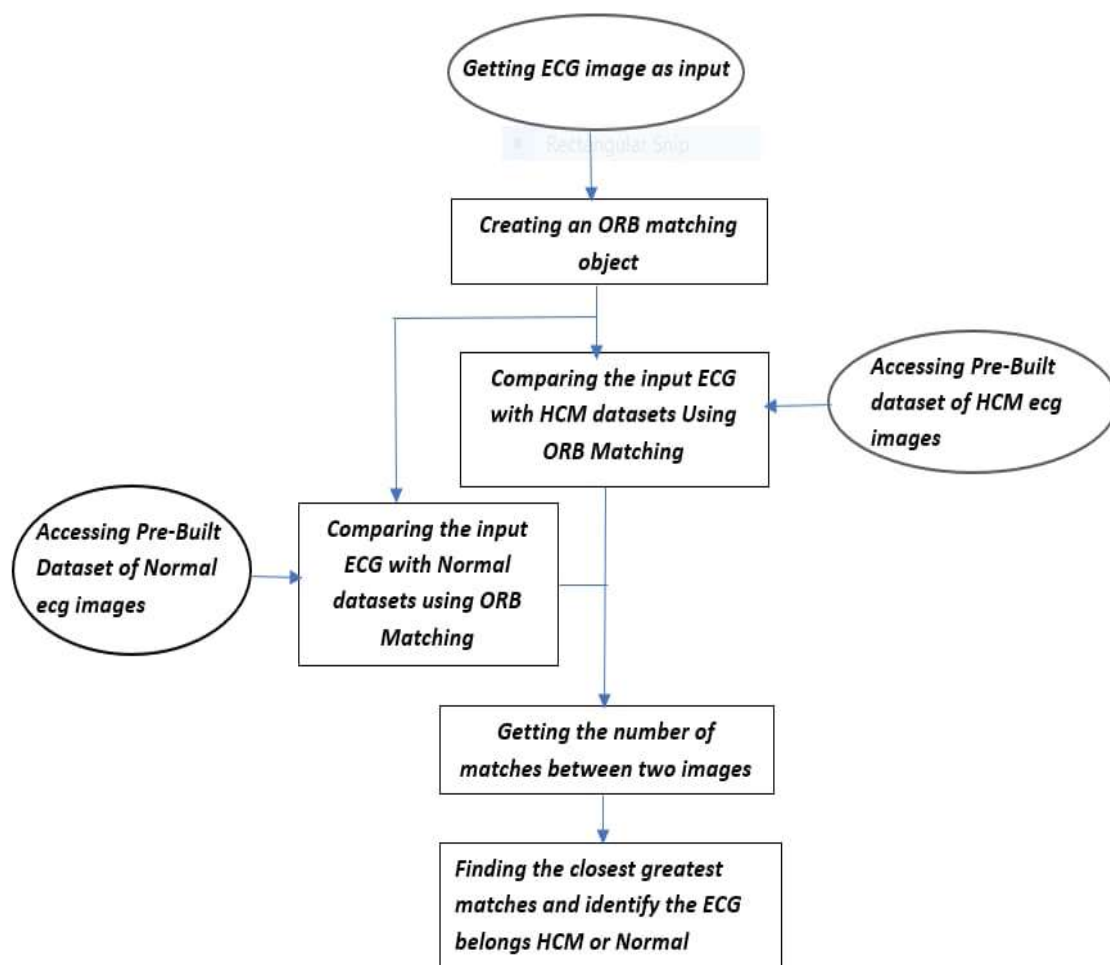 Getting ECG image as input
Rectangular Snip
Creating an ORB matching
object
Comparing the input ECG
with HCM datasets Using
ORB Matching
Accessing Pre-Built
dataset of HCM ecg
images
Accessing Pre-Built
Dataset of Normal
ecg images
Comparing the input
ECG with Normal
datasets using ORB
Matching
Getting the number of
matches between two images
Finding the closest greatest
matches and identify the ECG
belongs HCM or Normal